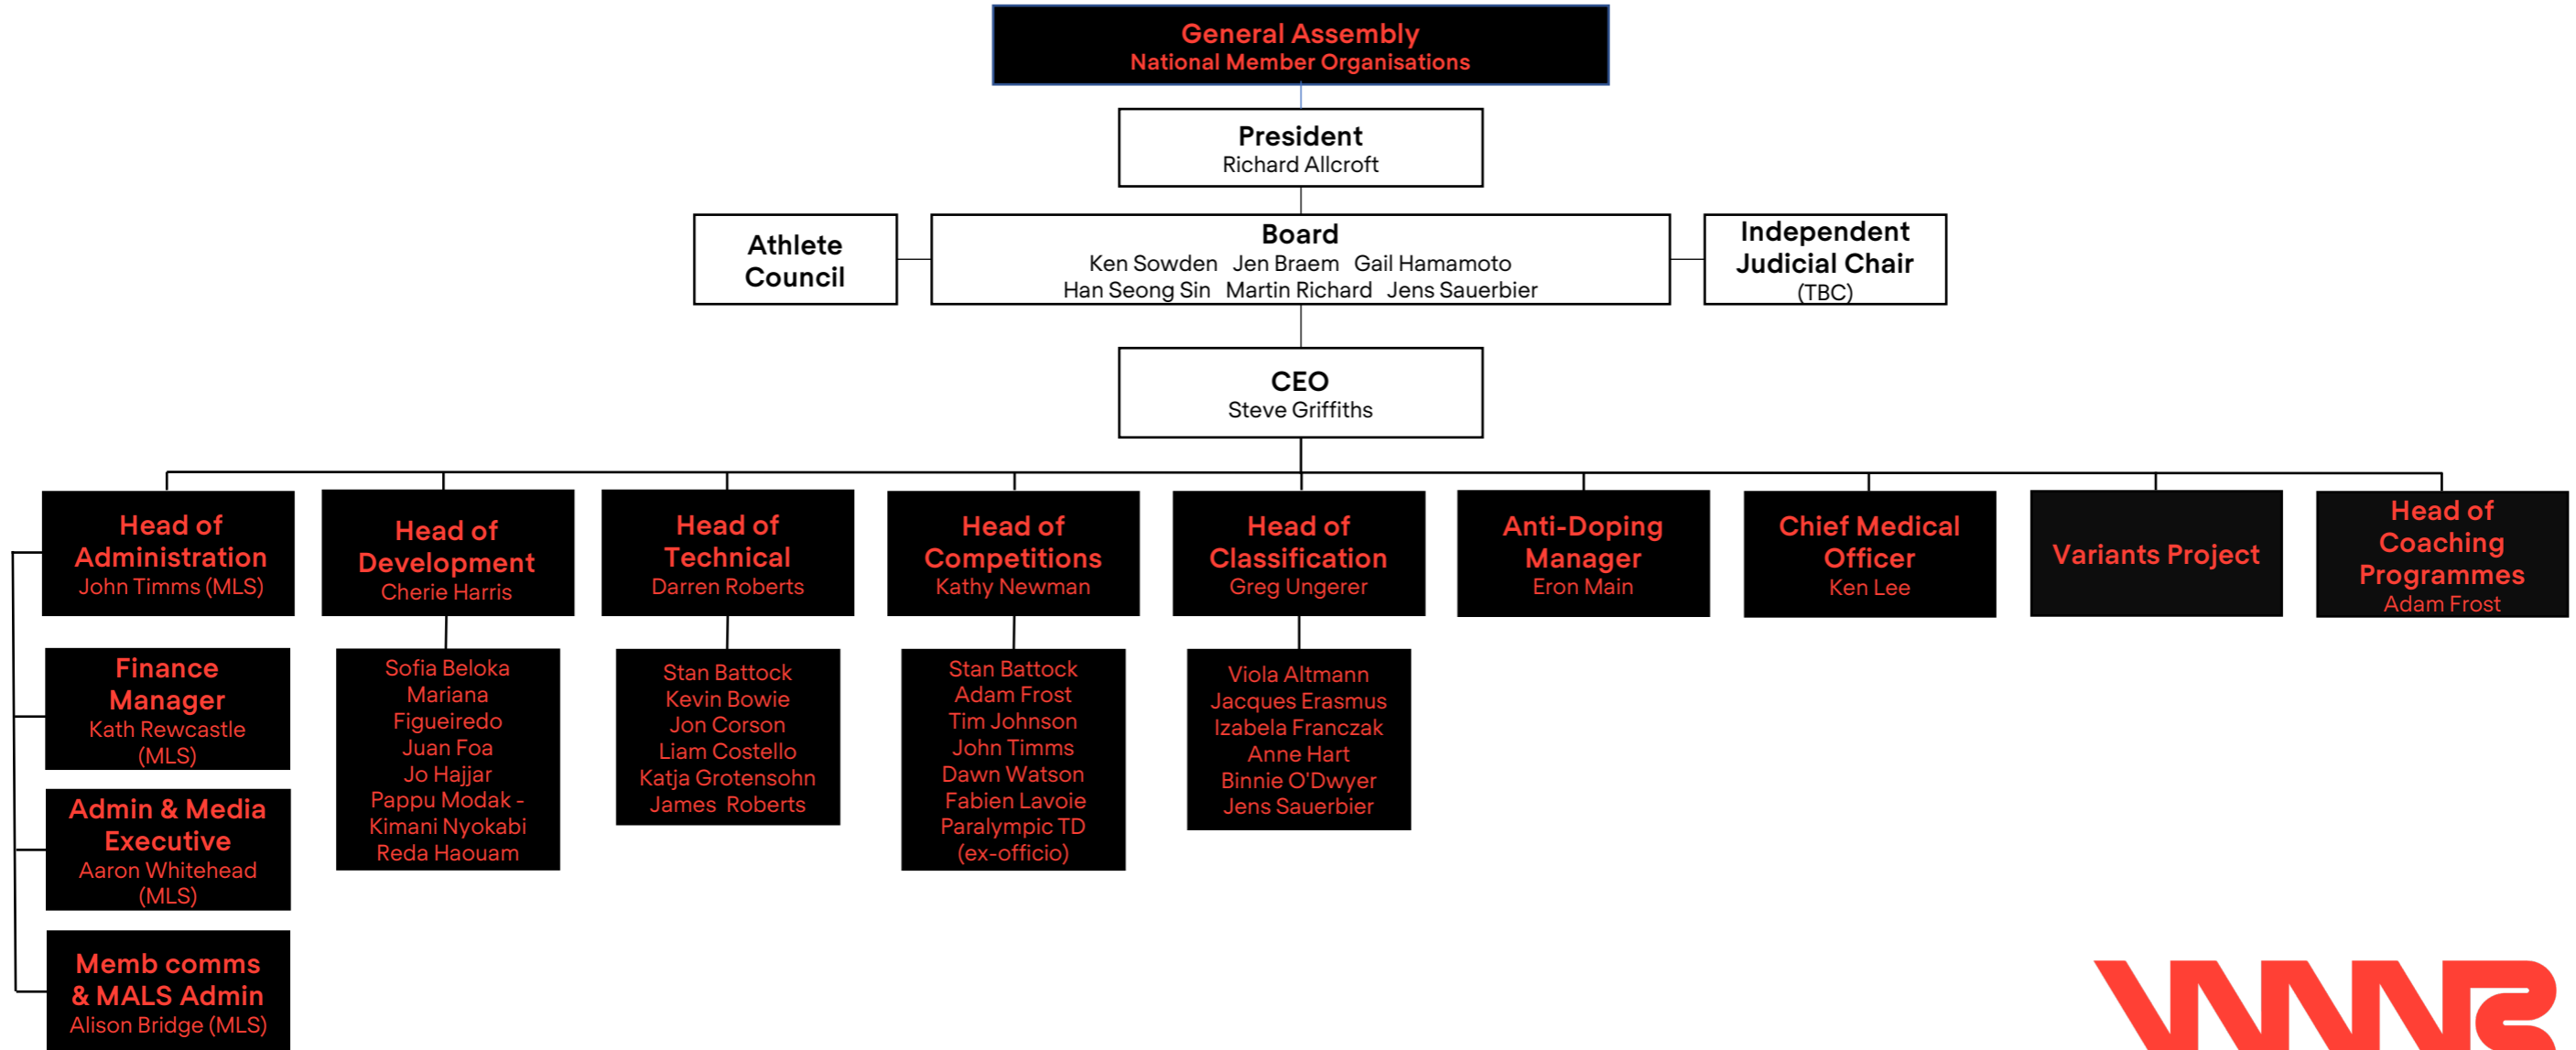 General Assembly
National Member Organisations
President
Richard Allcroft
Athlete
Council
Board
Ken Sowden Jen Braem Gail Hamamoto
Han Seong Sin Martin Richard Jens Sauerbier
Independent
Judicial Chair
(TBC)
CEO
Steve Griffiths
Head of
Administration
John Timms (MLS)
Head of
Development
Cherie Harris
Head of
Technical
Darren Roberts
Head of
Competitions
Kathy Newman
Head of
Classification
Greg Ungerer
Anti-Doping
Manager
Eron Main
Chief Medical
Officer
Ken Lee
Variants Project
Head of
Coaching
Programmes
Adam Frost
Finance
Manager
Kath Rewcastle
(MLS)
Admin & Media
Executive
Aaron Whitehead
(MLS)
Memb comms
& MALS Admin
Alison Bridge (MLS)
Sofia Beloka
Mariana
Figueiredo
Juan Foa
Jo Hajjar
Pappu Modak -
Kimani Nyokabi
Reda Haouam
Stan Battock
Kevin Bowie
Jon Corson
Liam Costello
Katja Grotensohn
James Roberts
Stan Battock
Adam Frost
Tim Johnson
John Timms
Dawn Watson
Fabien Lavoie
Paralympic TD
(ex-officio)
Viola Altmann
Jacques Erasmus
Izabela Franczak
Anne Hart
Binnie O'Dwyer
Jens Sauerbier